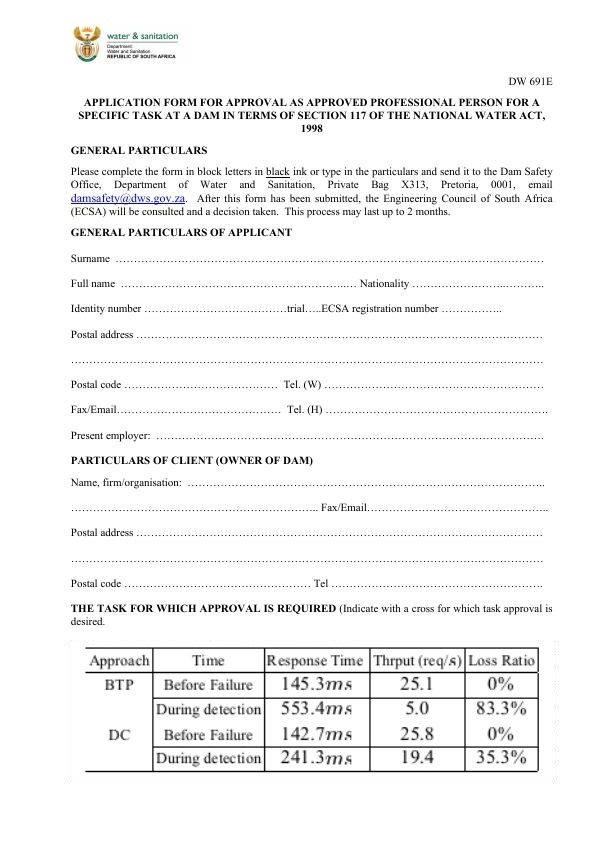 water & sanitation
Department:
Water and Sanitation
REPUBLIC OF SOUTH AFRICA
DW 691E
APPLICATION FORM FOR APPROVAL AS APPROVED PROFESSIONAL PERSON FOR A
SPECIFIC TASK AT A DAM IN TERMS OF SECTION 117 OF THE NATIONAL WATER ACT,
1998
GENERAL PARTICULARS
Please complete the form in block letters in black ink or type in the particulars and send it to the Dam Safety
Office, Department of Water and Sanitation, Private Bag X313, Pretoria, 0001, email
damsafety@dws.gov.za. After this form has been submitted, the Engineering Council of South Africa
(ECSA) will be consulted and a decision taken. This process may last up to 2 months.
GENERAL PARTICULARS OF APPLICANT
Surname ………………………………………………………………………………………………
Full name ………………………………………………..… Nationality …………………..………..
Identity number …………………………………trial…..ECSA registration number ……………..
Postal address …………………………………………………………………………………………
…………………………………………………………………………………………………………
Postal code ………………………………… Tel. (W) ………………………………………………
Fax/Email…………………………………… Tel. (H) ……………………………………………….
Present employer: …………………………………………………………………………………….
PARTICULARS OF CLIENT (OWNER OF DAM)
Name, firm/organisation: ……………………………………………………………………………..
…………………………………………………….. Fax/Email……………………………………..
Postal address …………………………………………………………………………………………
…………………………………………………………………………………………………………
Postal code ………………………………………… Tel …………………………………………….
THE TASK FOR WHICH APPROVAL IS REQUIRED (Indicate with a cross for which task approval is
desired.
Approach Time Response Time Thrput (req/s) Loss Ratio
BTP Before Failure 145.3ms 25.1 0%
During detection 553.4ms 5.0 83.3%
DC Before Failure 142.7ms 25.8 0%
During detection 241.3ms 19.4 35.3%